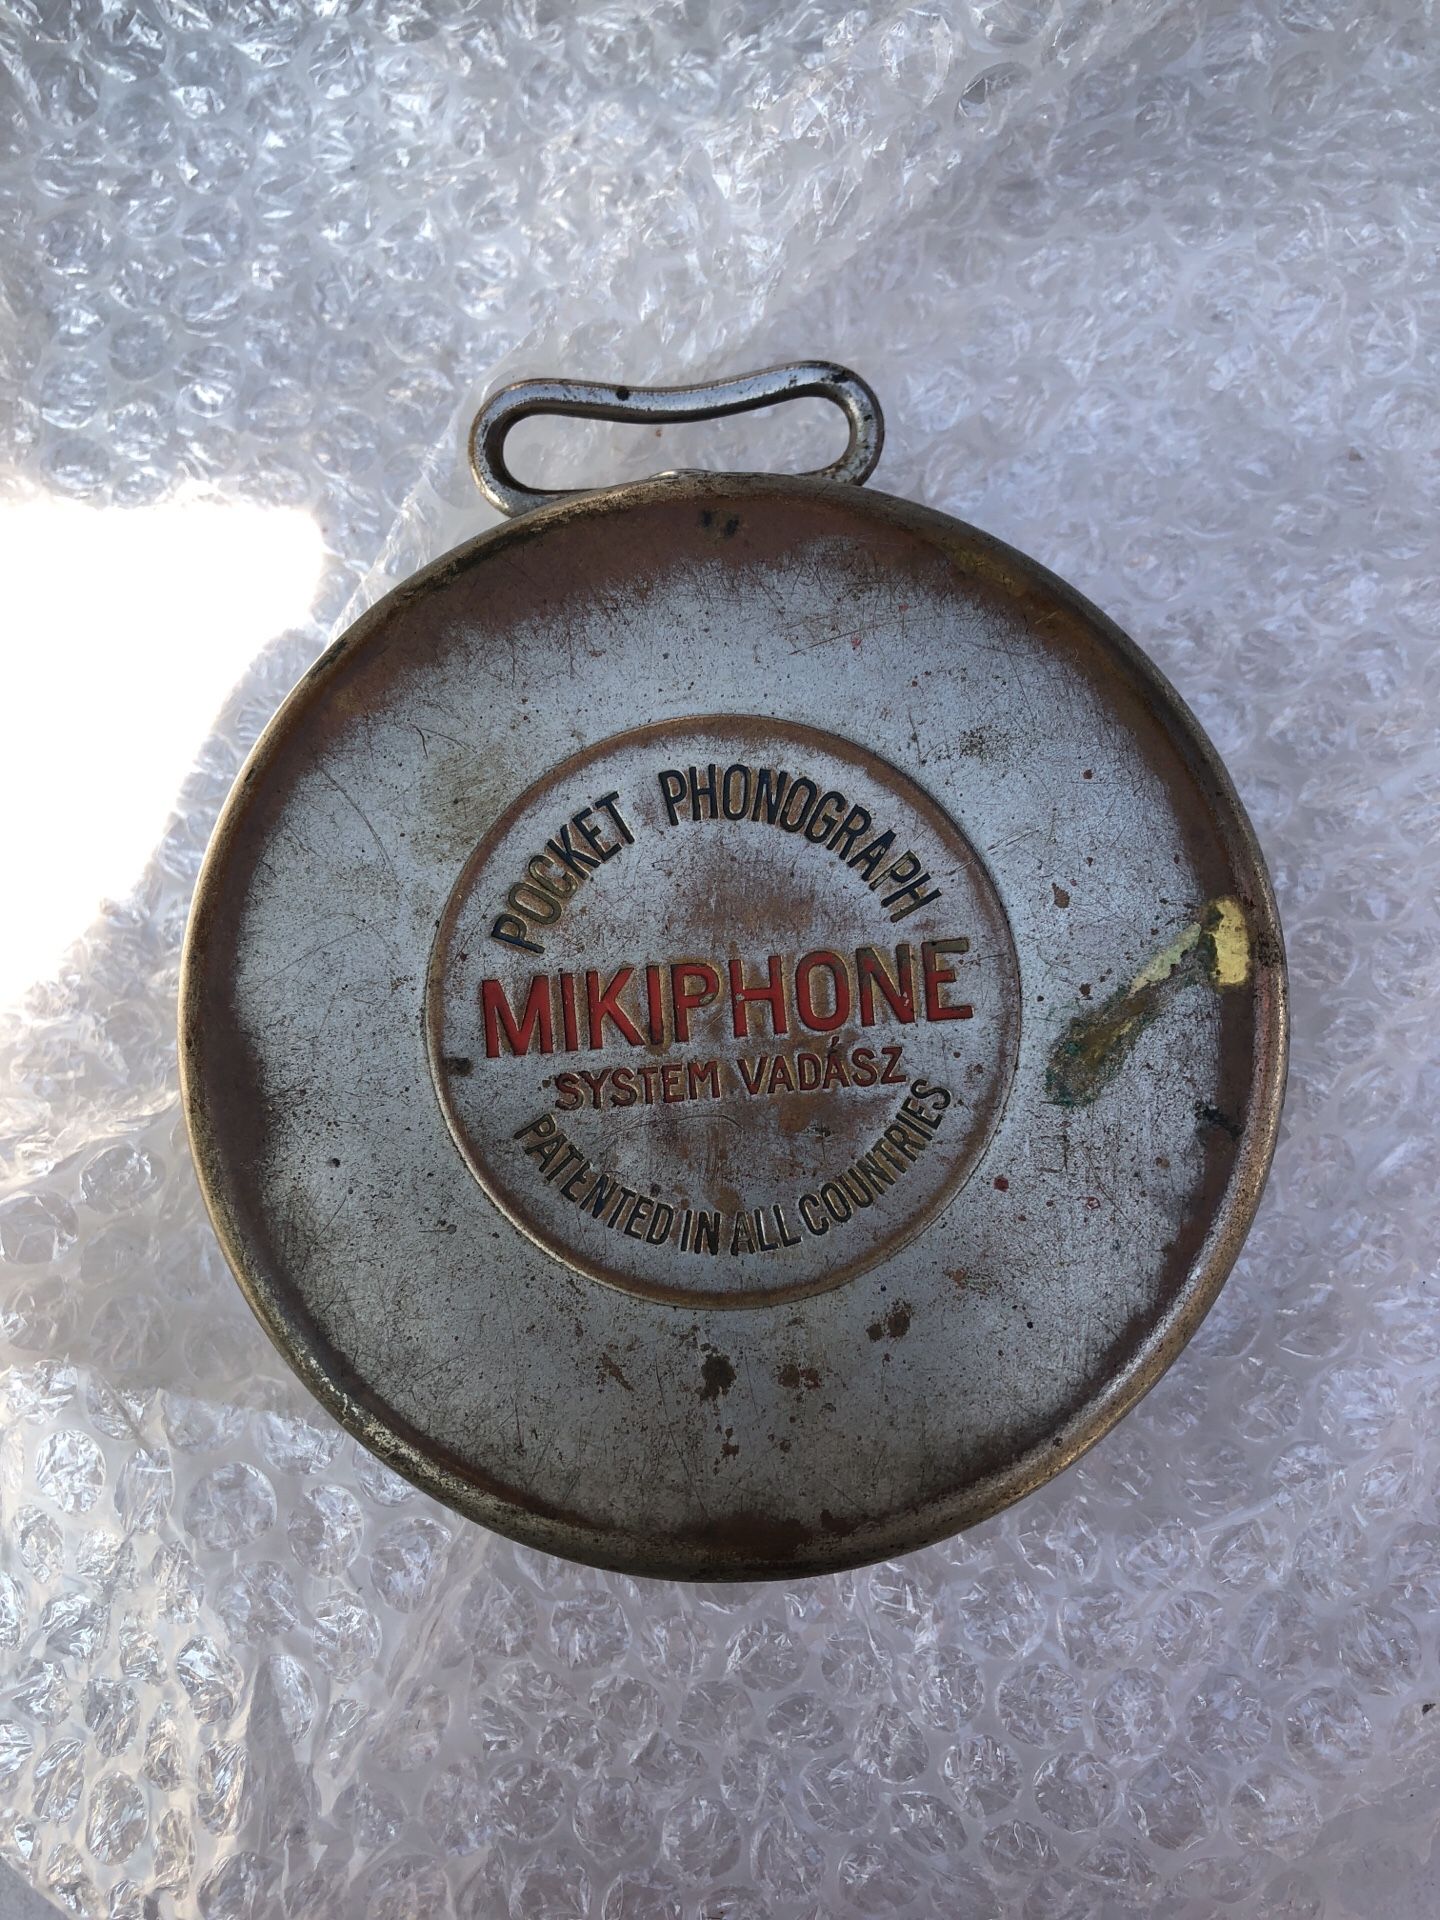 POCKET PHONOGRAPH
MIKIPHONE
SYSTEM VADÁSZ
PATENTED IN ALL COUNTRIES